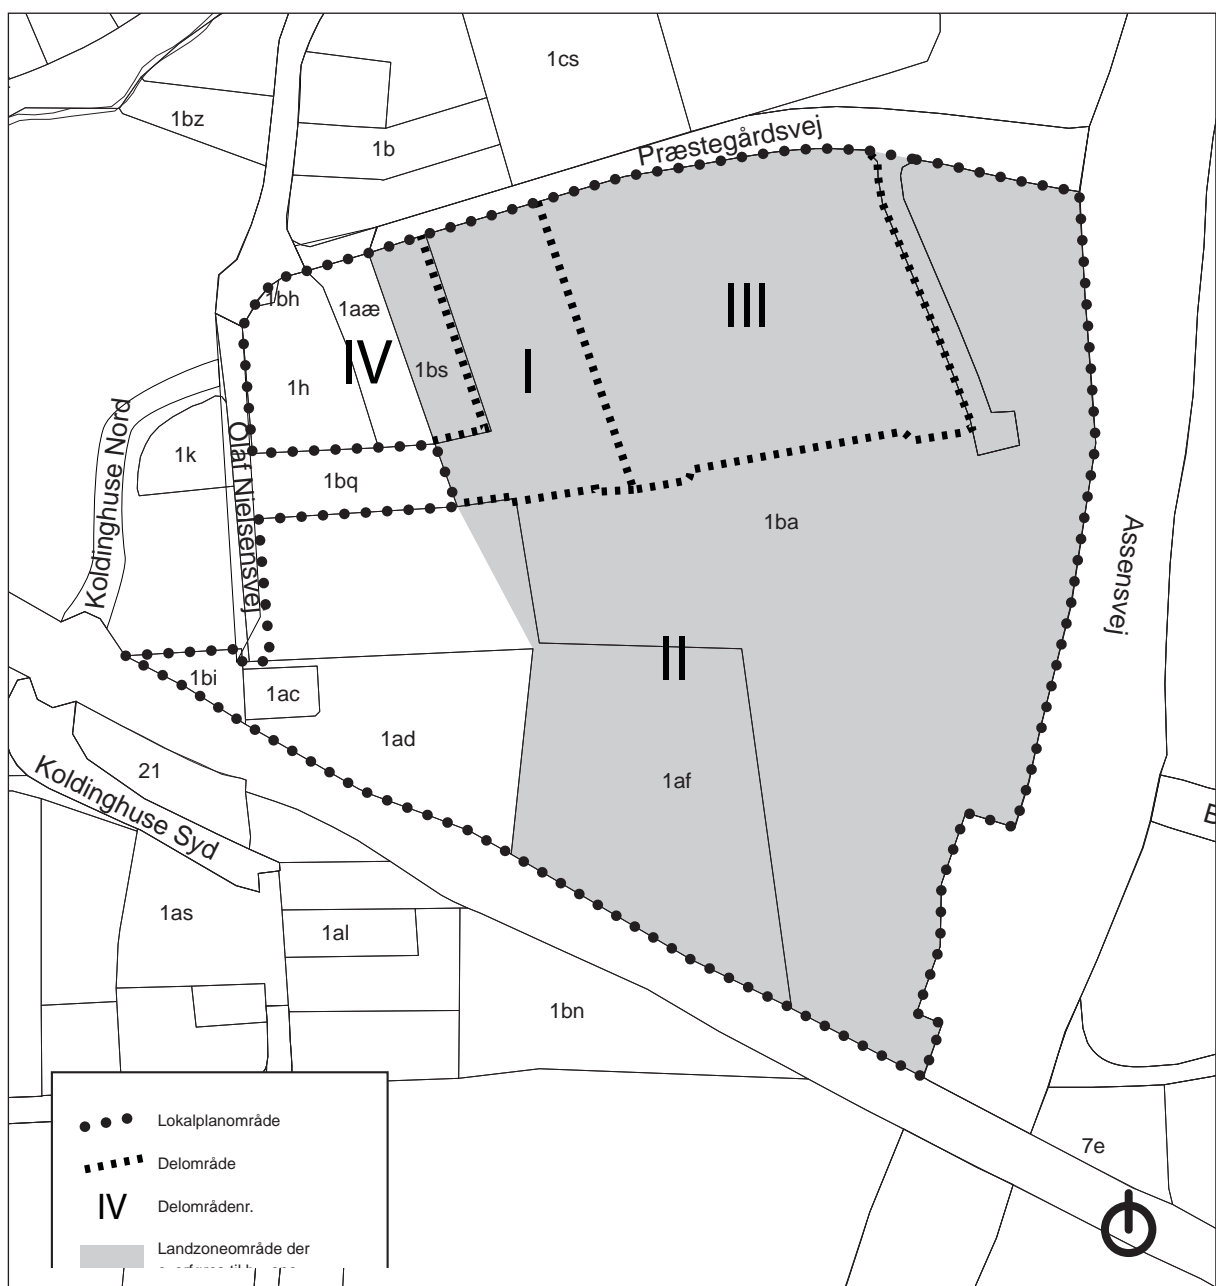 1cs
1bz
1b
Præstegårdsvej
1bh
1aæ
III
IV
1bs
I
1h
Koldinghuse Nord
1k
Olaf Nielsensvej
1bq
1ba
Assensvej
II
1bi
1ac
1ad
21
1af
Koldinghuse Syd
1as
1al
1bn
7e
Lokalplanområde
Delområde
IV Delområdenr.
Landzoneområde der